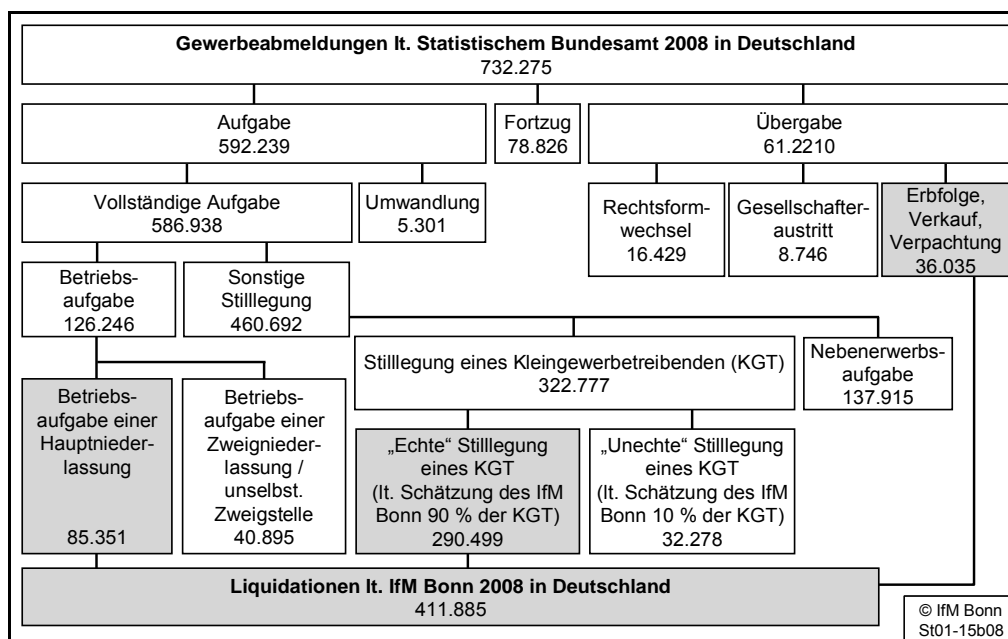 Gewerbeabmeldungen lt. Statistischem Bundesamt 2008 in Deutschland
732.275
Aufgabe
592.239
Fortzug
78.826
Übergabe
61.2210
Vollständige Aufgabe
586.938
Umwandlung
5.301
Rechtsform-
wechsel
16.429
Gesellschafter-
austritt
8.746
Erbfolge,
Verkauf,
Verpachtung
36.035
Betriebs-
aufgabe
126.246
Sonstige
Stilllegung
460.692
Stilllegung eines Kleingewerbetreibenden (KGT)
322.777
Nebenerwerbs-
aufgabe
137.915
Betriebs-
aufgabe einer
Hauptnieder-
lassung
85.351
Betriebs-
aufgabe einer
Zweignieder-
lassung /
unselbst.
Zweigstelle
40.895
„Echte“ Stilllegung
eines KGT
(lt. Schätzung des IfM
Bonn 90 % der KGT)
290.499
„Unechte“ Stilllegung
eines KGT
(lt. Schätzung des IfM
Bonn 10 % der KGT)
32.278
Liquidationen lt. IfM Bonn 2008 in Deutschland
411.885
© IfM Bonn
St01-15b08